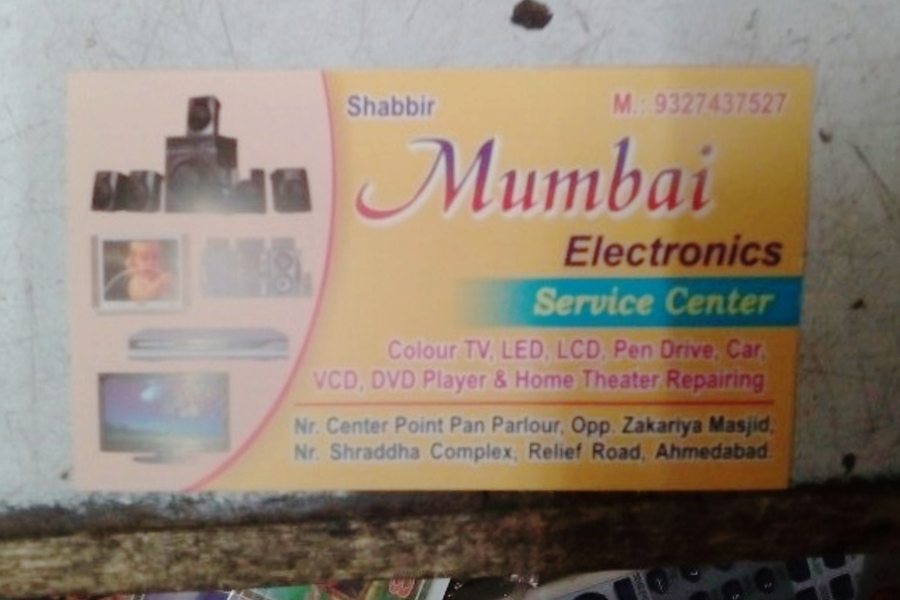 Shabbir M.: 9327437527
Mumbai
Electronics
Service Center
Colour TV, LED, LCD, Pen Drive, Car,
VCD, DVD Player & Home Theater Repairing
Nr. Center Point Pan Parlour, Opp. Zakariya Masjid,
Nr. Shraddha Complex, Relief Road, Ahmedabad.